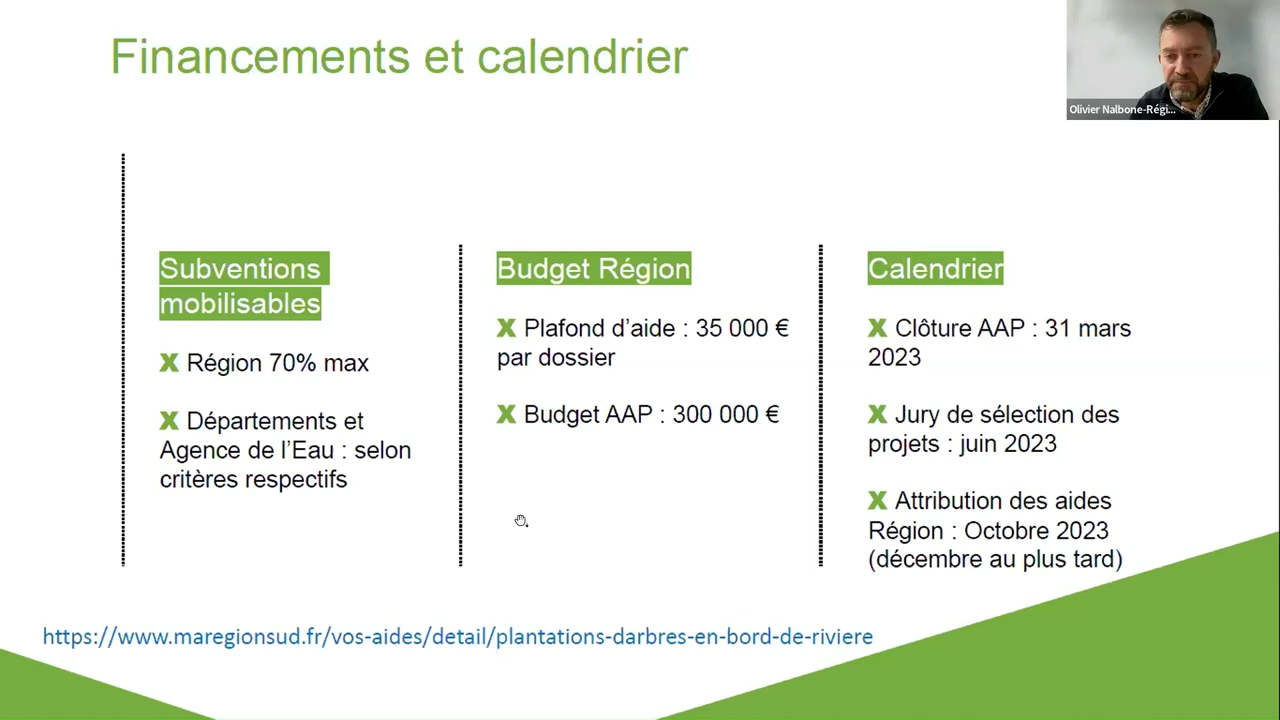 Financements et calendrier
Olivier Nalbone-Régi...
Subventions
mobilisables
X Région 70% max
X Départements et
Agence de l’Eau : selon
critères respectifs
Budget Région
X Plafond d’aide : 35 000 €
par dossier
X Budget AAP : 300 000 €
Calendrier
X Clôture AAP : 31 mars
2023
X Jury de sélection des
projets : juin 2023
X Attribution des aides
Région : Octobre 2023
(décembre au plus tard)
https://www.maregionsud.fr/vos-aides/detail/plantations-darbres-en-bord-de-riviere